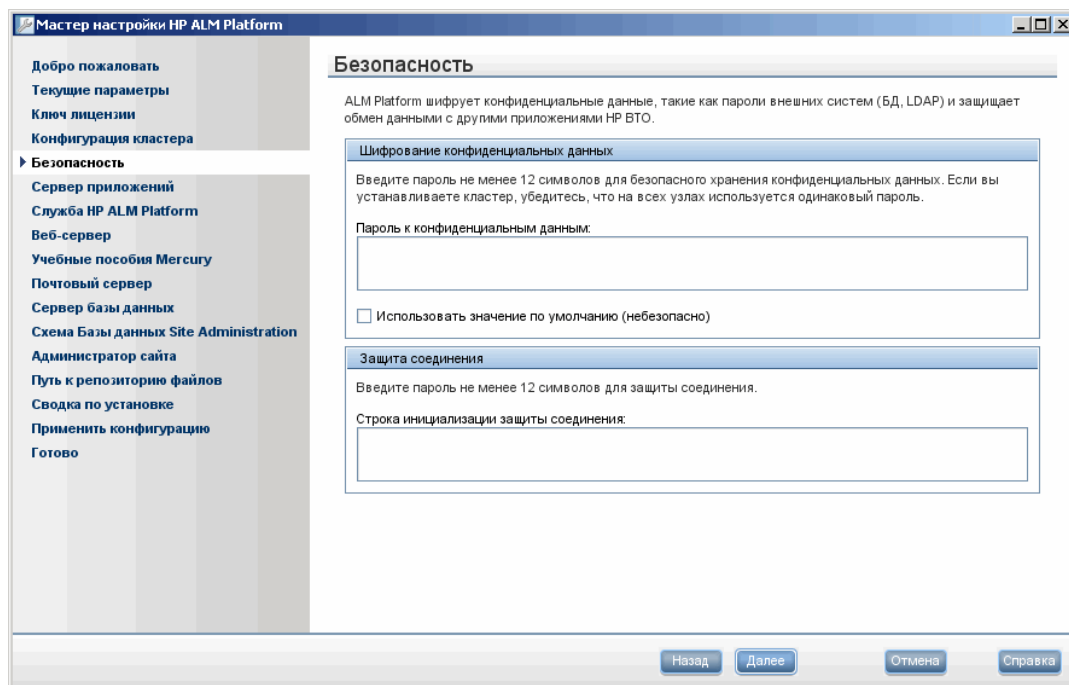 Мастер настройки HP ALM Platform
Добро пожаловать
Текущие параметры
Ключ лицензии
Конфигурация кластера
Безопасность
Сервер приложений
Служба HP ALM Platform
Веб-сервер
Учебные пособия Mercury
Почтовый сервер
Сервер базы данных
Схема Базы данных Site Administration
Администратор сайта
Путь к репозиторию файлов
Сводка по установке
Применить конфигурацию
Готово
Безопасность
ALM Platform шифрует конфиденциальные данные, такие как пароли внешних систем (БД, LDAP) и защищает
обмен данными с другими приложениями HP BTO.
Шифрование конфиденциальных данных
Введите пароль не менее 12 символов для безопасного хранения конфиденциальных данных. Если вы
устанавливаете кластер, убедитесь, что на всех узлах используется одинаковый пароль.
Пароль к конфиденциальным данным:
Использовать значение по умолчанию (небезопасно)
Защита соединения
Введите пароль не менее 12 символов для защиты соединения.
Строка инициализации защиты соединения:
Назад
Далее
Отмена
Справка